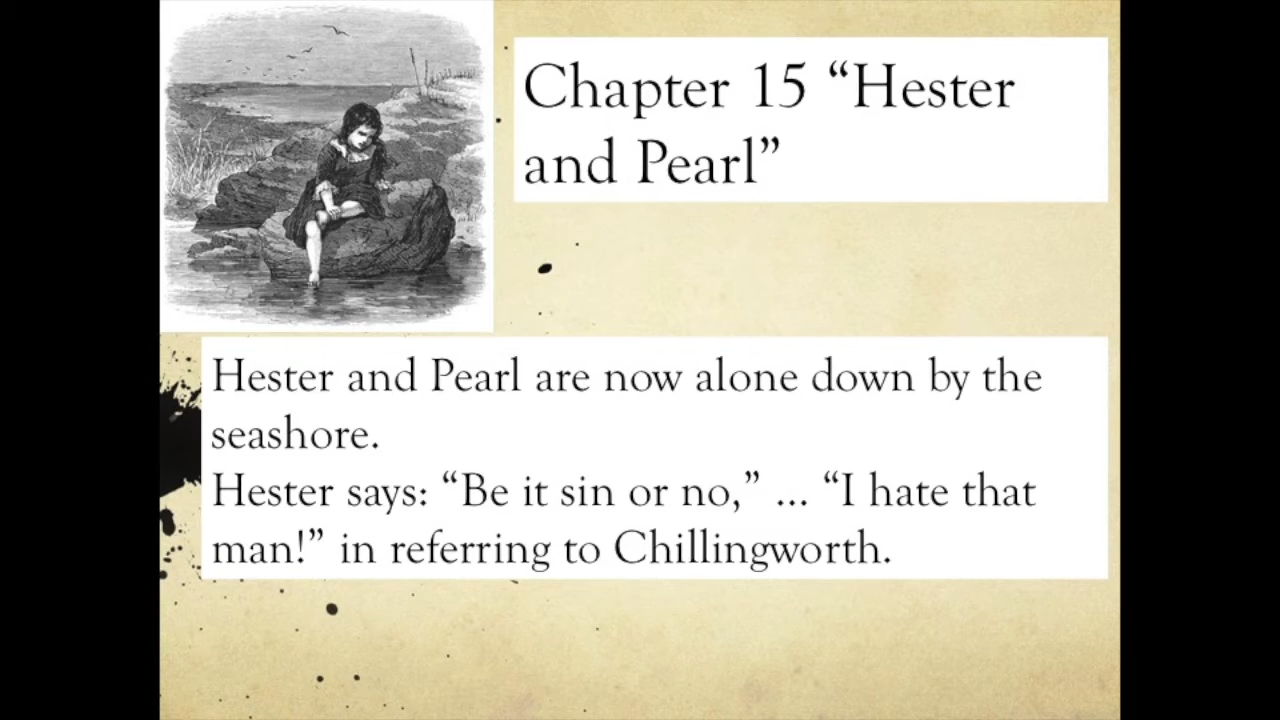 Chapter 15 “Hester
and Pearl”
Hester and Pearl are now alone down by the
seashore.
Hester says: “Be it sin or no,” ... “I hate that
man!” in referring to Chillingworth.